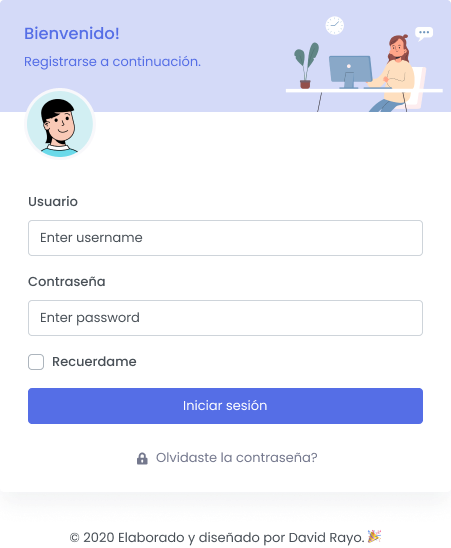 Bienvenido!
Registrarse a continuación.
Usuario
Enter username
Contraseña
Enter password
Recuerdame
Iniciar sesión
Olvidaste la contraseña?
© 2020 Elaborado y diseñado por David Rayo. 🎉